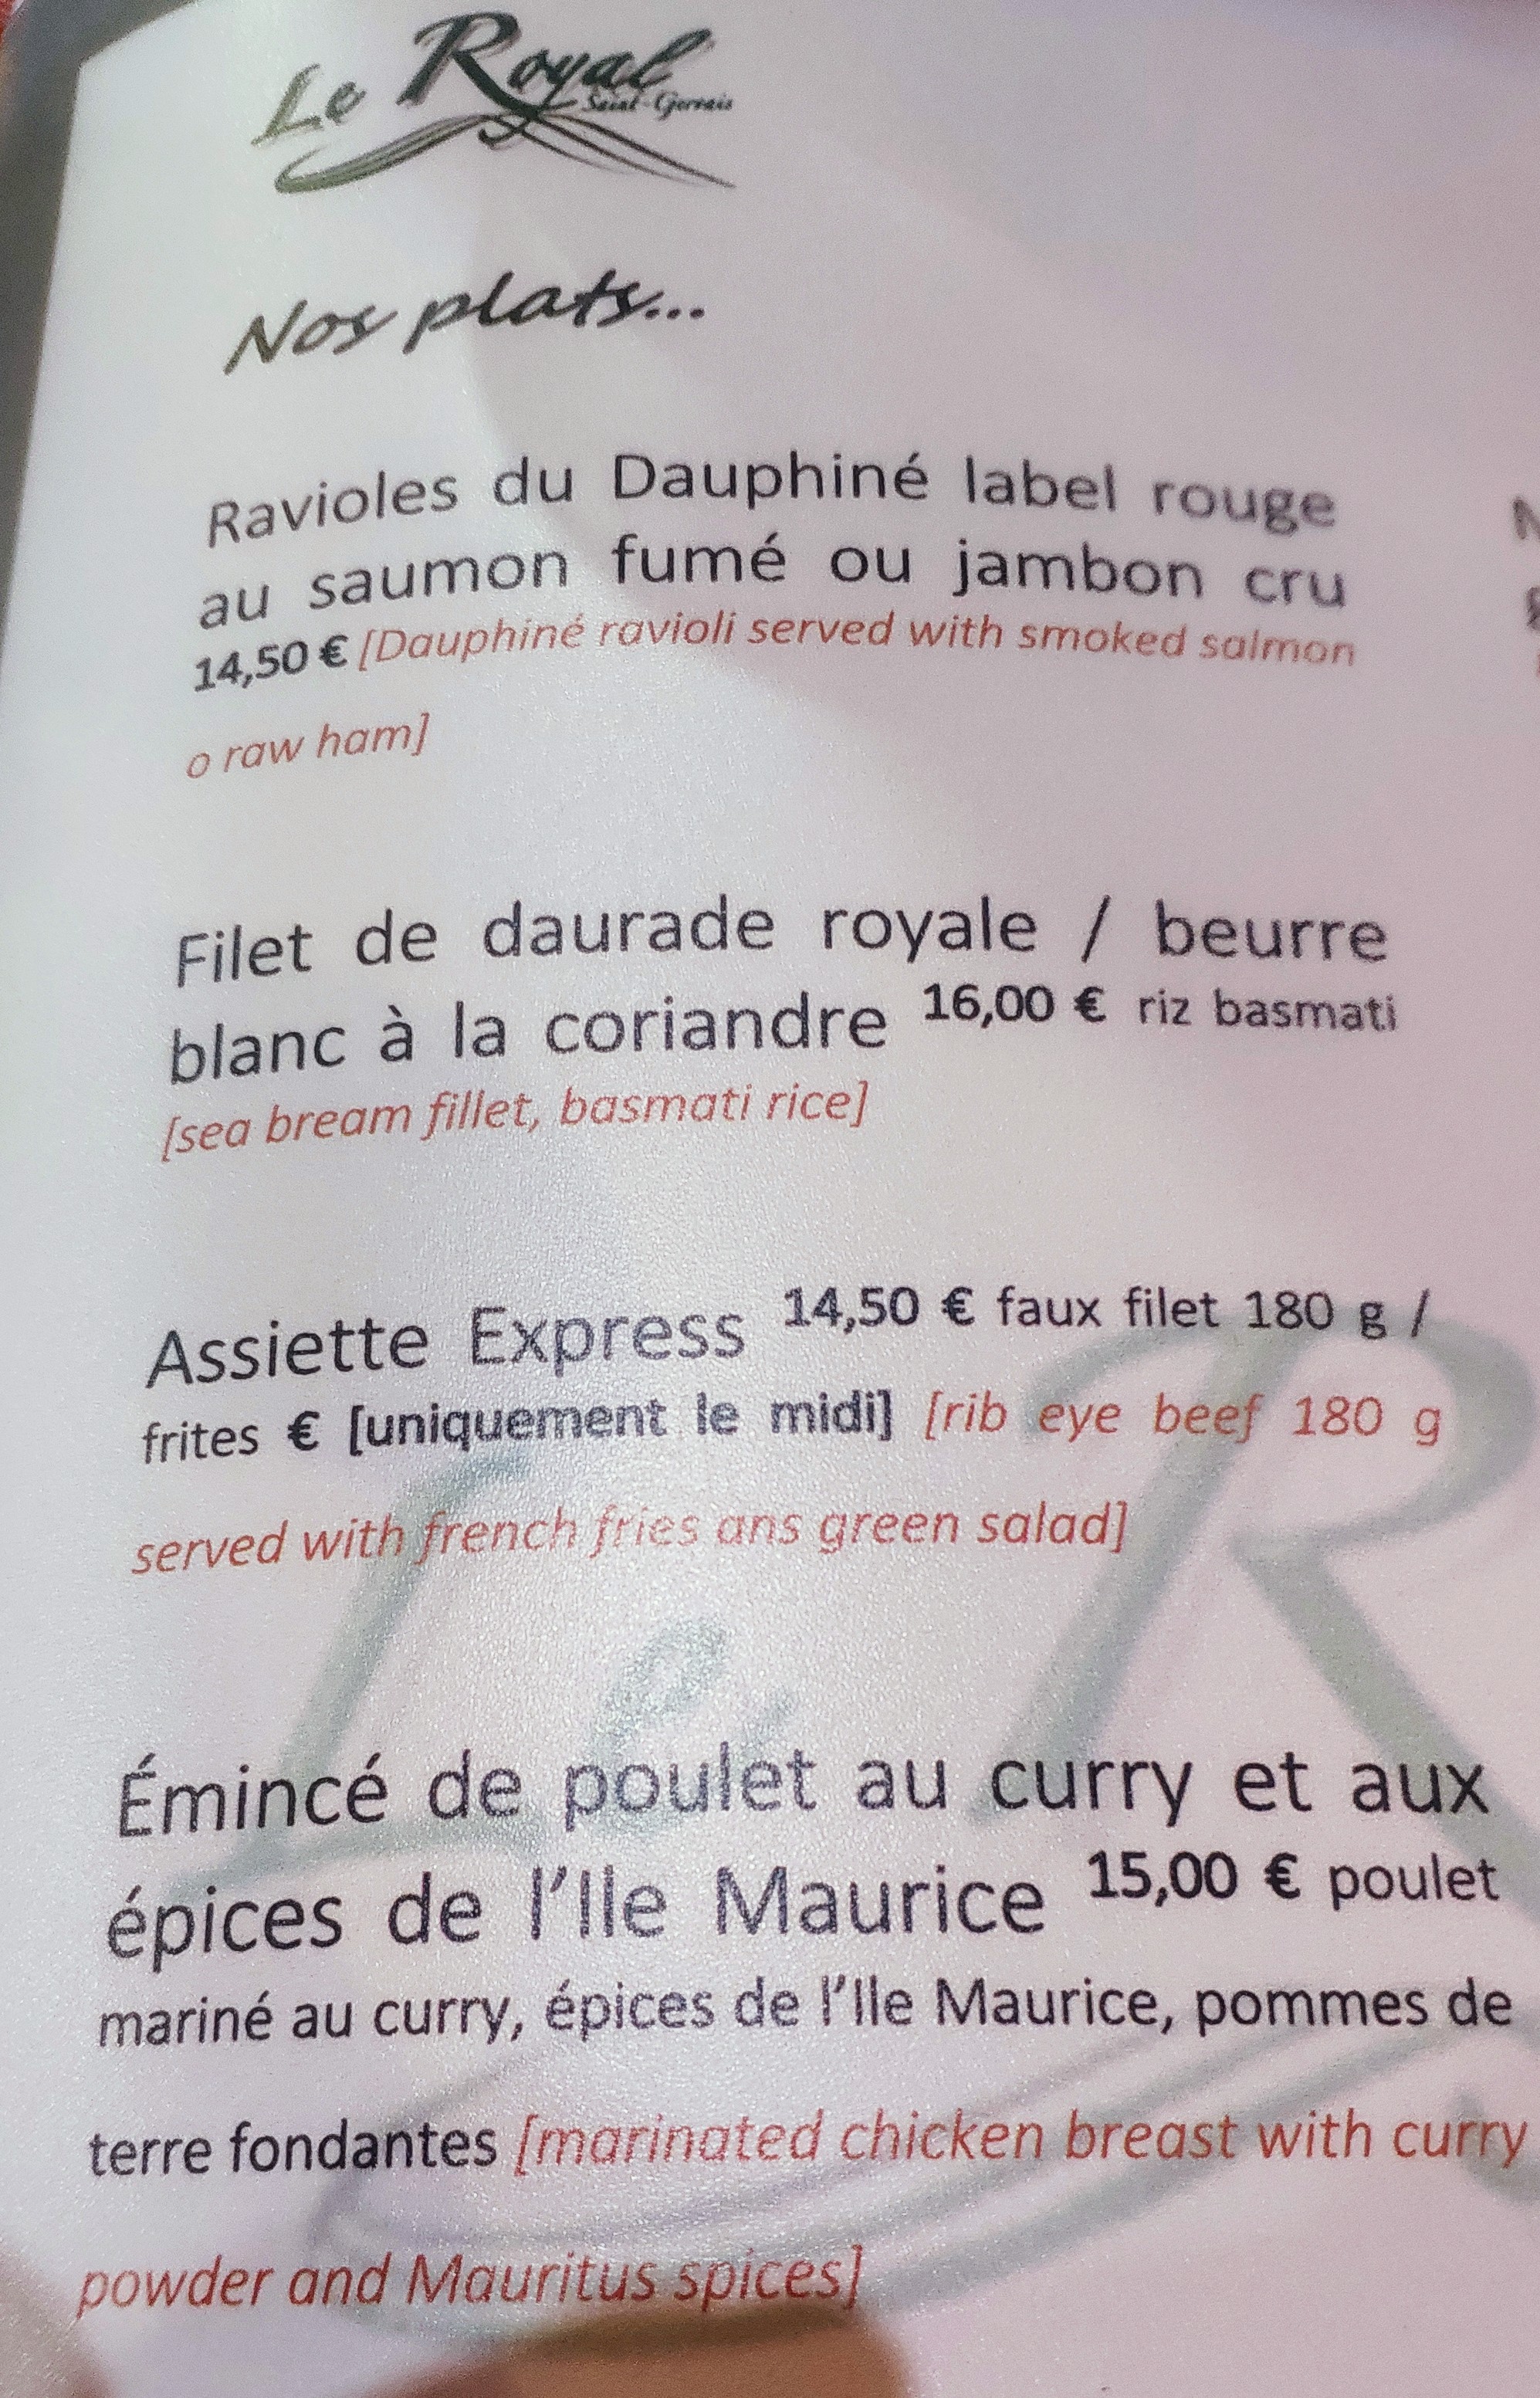 Le Royal
Saint-Gervais
Nos plats...
Ravioles du Dauphiné label rouge
au saumon fumé ou jambon cru
14,50 € [Dauphiné ravioli served with smoked salmon
o raw ham]
Filet de daurade royale / beurre
blanc à la coriandre 16,00 € riz basmati
[sea bream fillet, basmati rice]
Assiette Express 14,50 € faux filet 180 g /
frites € [uniquement le midi] [rib eye beef 180 g
served with french fries ans green salad]
Émincé de poulet au curry et aux
épices de l'Ile Maurice 15,00 € poulet
mariné au curry, épices de l'Ile Maurice, pommes de
terre fondantes [marinated chicken breast with curry
powder and Mauritus spices]